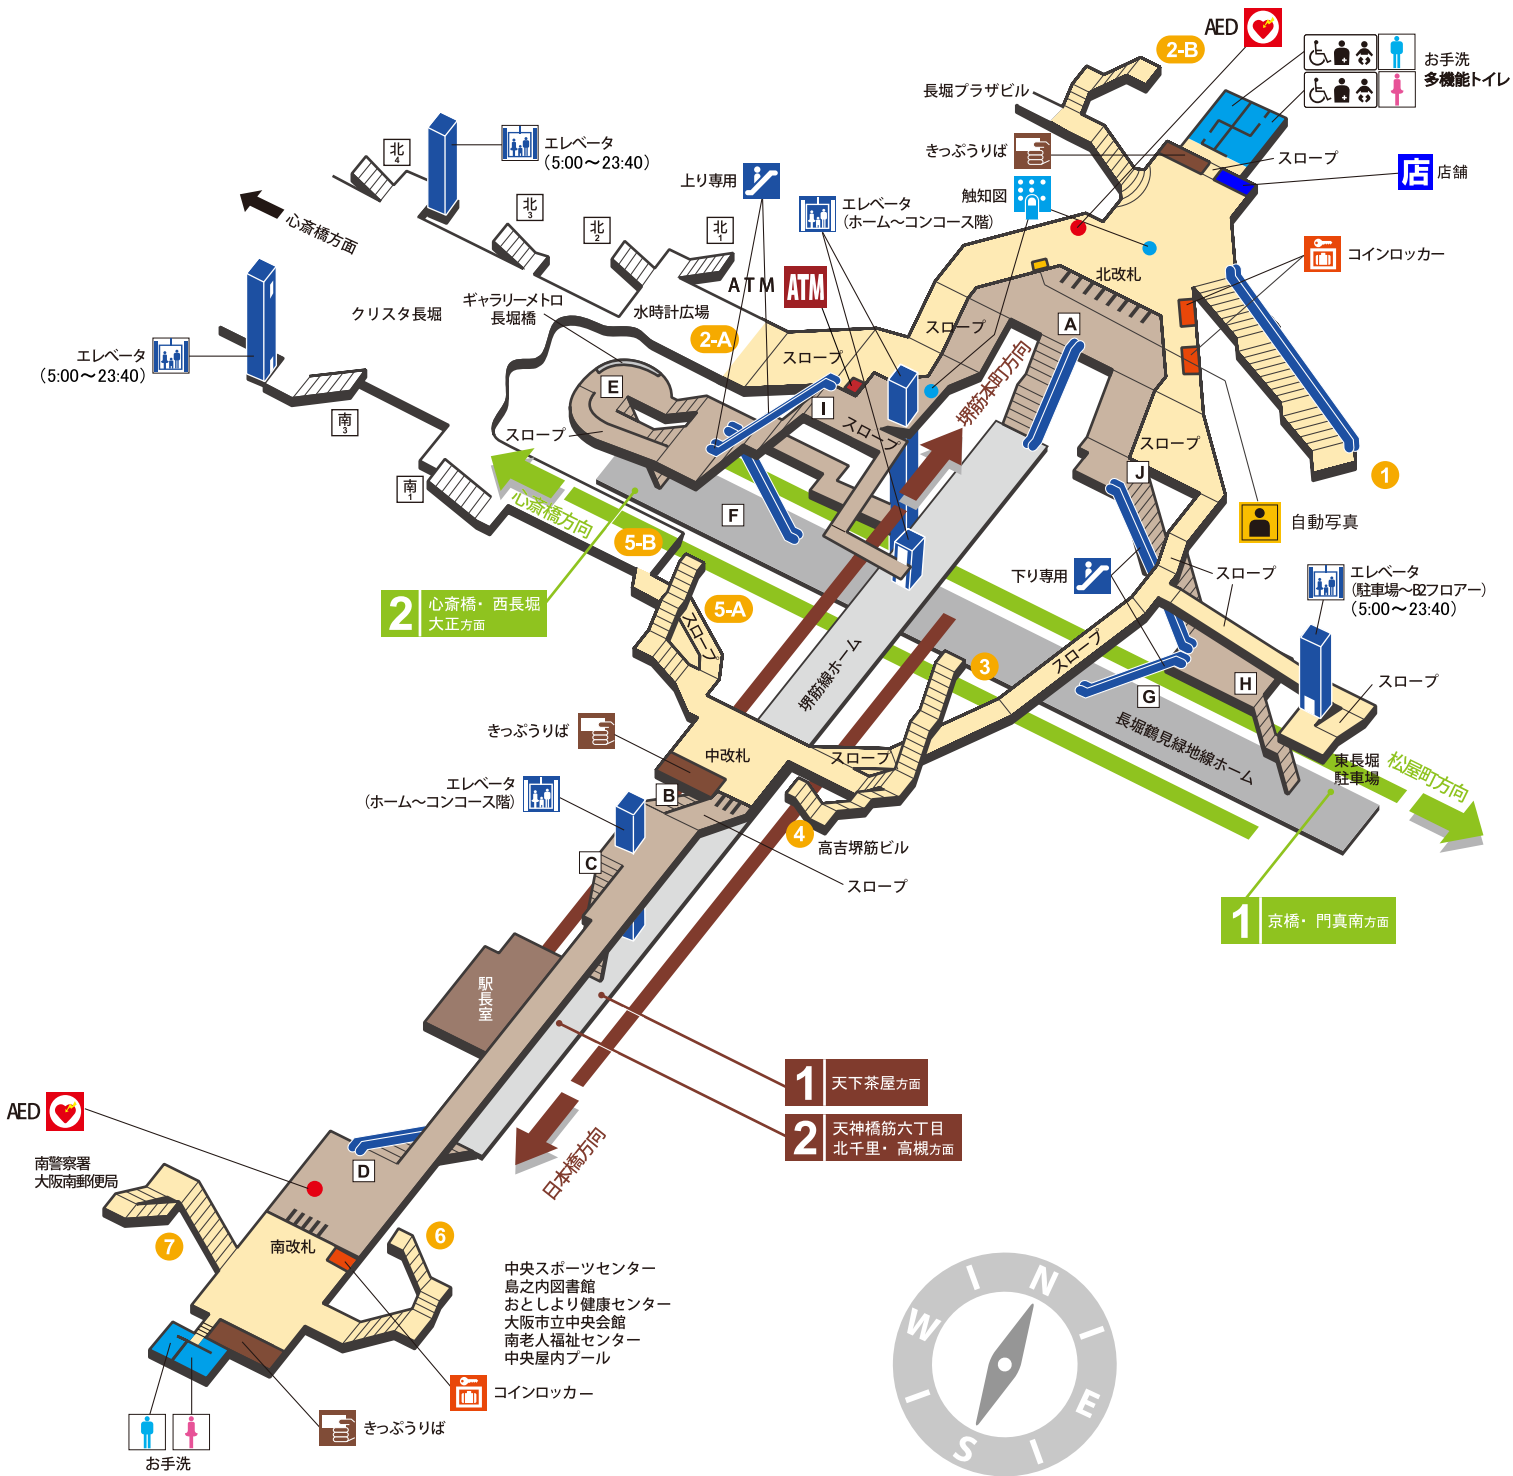 AED
2-B
お手洗
多機能トイレ
長堀プラザビル
きっぷうりば
スロープ
店 店舗
北4
エレベータ
(5:00〜23:40)
上り専用
触知図
エレベータ
(ホーム〜コンコース階)
北3
北2
北1
心斎橋方面
コインロッカー
北改札
ATM
ATM
ギャラリーメトロ
長堀橋
水時計広場
クリスタ長堀
2-A
スロープ
スロープ
A
エレベータ
(5:00〜23:40)
堺筋本町方向
E
I
スロープ
スロープ
南3
スロープ
J
1
南1
心斎橋方向
F
松屋町方向
5-B
自動写真
下り専用
スロープ
エレベータ
(駐車場〜B2フロアー)
(5:00〜23:40)
2 心斎橋・西長堀
大正方面
5-A
スロープ
スロープ
3
堺筋線ホーム
G
H
スロープ
長堀鶴見緑地線ホーム
きっぷうりば
中改札
スロープ
東長堀
駐車場
松屋町方向
エレベータ
(ホーム〜コンコース階)
B
4
高吉堺筋ビル
C
スロープ
1 京橋・門真南方面
駅長室
1 天下茶屋方面
2 天神橋筋六丁目
北千里・高槻方面
AED
日本橋方向
南警察署
大阪南郵便局
D
7
南改札
6
中央スポーツセンター
島之内図書館
おとしより健康センター
大阪市立中央会館
南老人福祉センター
中央屋内プール
コインロッカー
きっぷうりば
お手洗
N
E
S
W